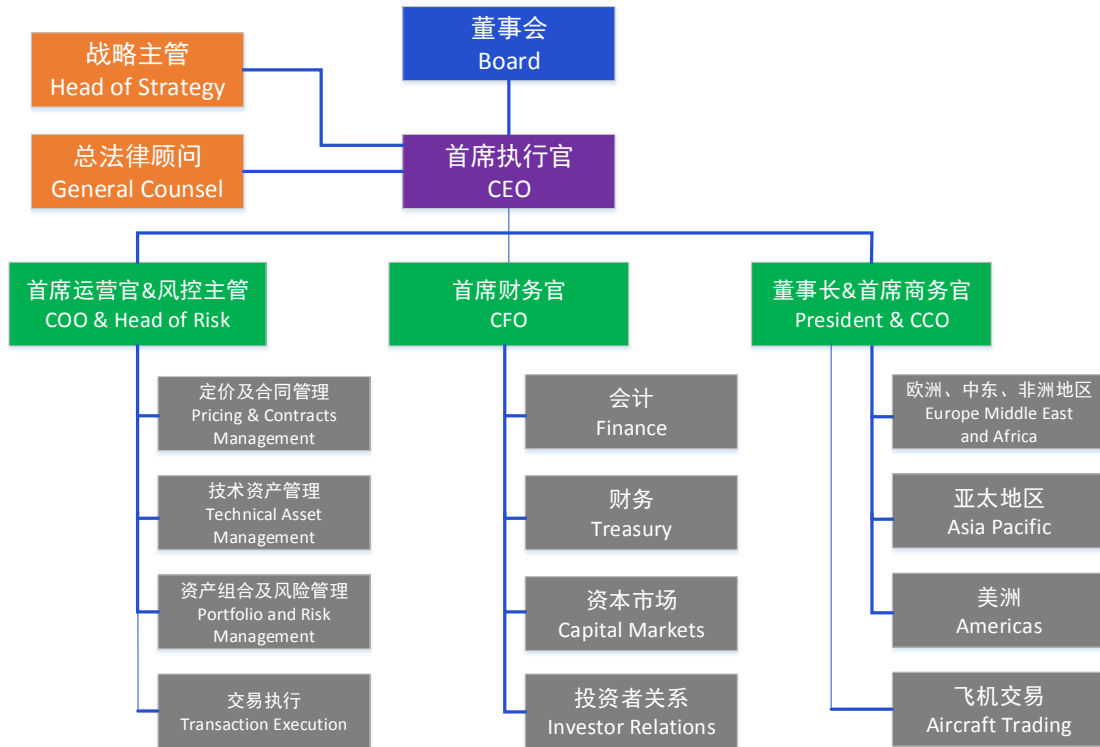 董事会
Board
战略主管
Head of Strategy
总法律顾问
General Counsel
首席执行官
CEO
首席运营官&风控主管
COO & Head of Risk
首席财务官
CFO
董事长&首席商务官
President & CCO
定价及合同管理
Pricing & Contracts
Management
技术资产管理
Technical Asset
Management
资产组合及风险管理
Portfolio and Risk
Management
交易执行
Transaction Execution
会计
Finance
财务
Treasury
资本市场
Capital Markets
投资者关系
Investor Relations
欧洲、中东、非洲地区
Europe Middle East
and Africa
亚太地区
Asia Pacific
美洲
Americas
飞机交易
Aircraft Trading